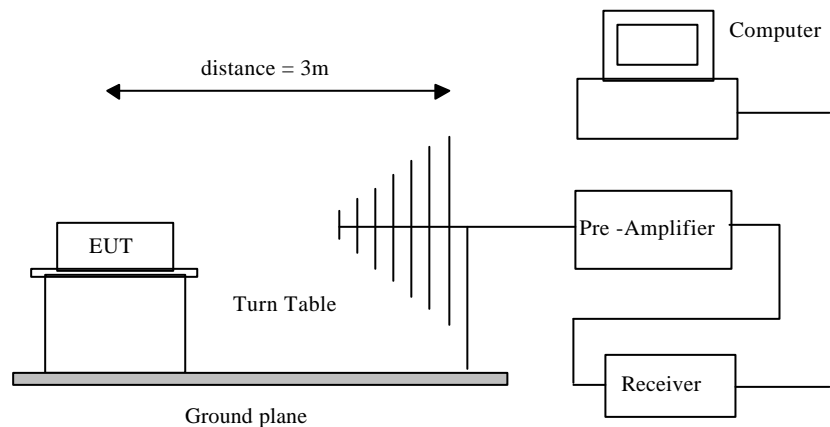 Computer
distance = 3m
Pre -Amplifier
EUT
Turn Table
Receiver
Ground plane